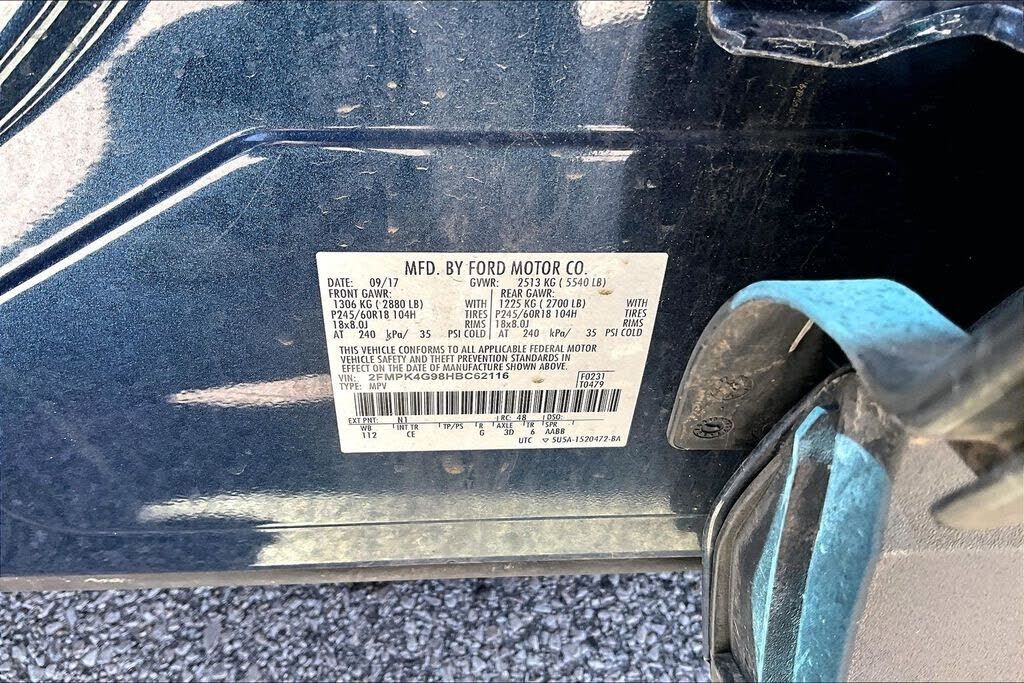 MFD. BY FORD MOTOR CO.
DATE: 09/17 GVWR: 2513 KG ( 5540 LB)
FRONT GAWR: REAR GAWR:
1306 KG ( 2880 LB) WITH 1225 KG ( 2700 LB) WITH
P245/60R18 104H TIRES P245/60R18 104H TIRES
18x8.0J RIMS 18x8.0J RIMS
AT 240 kPa/ 35 PSI COLD AT 240 kPa/ 35 PSI COLD
THIS VEHICLE CONFORMS TO ALL APPLICABLE FEDERAL MOTOR
VEHICLE SAFETY AND THEFT PREVENTION STANDARDS IN
EFFECT ON THE DATE OF MANUFACTURE SHOWN ABOVE.
VIN: 2FMPK4G98HBC62116 F0231
TYPE: MPV T0479
EXT PNT: N1 RC: 48 DSO:
WB INT TR TP/PS R AXLE TR SPR
112 CE G 3D 6 AABB
UTC 5U5A-1520472-BA